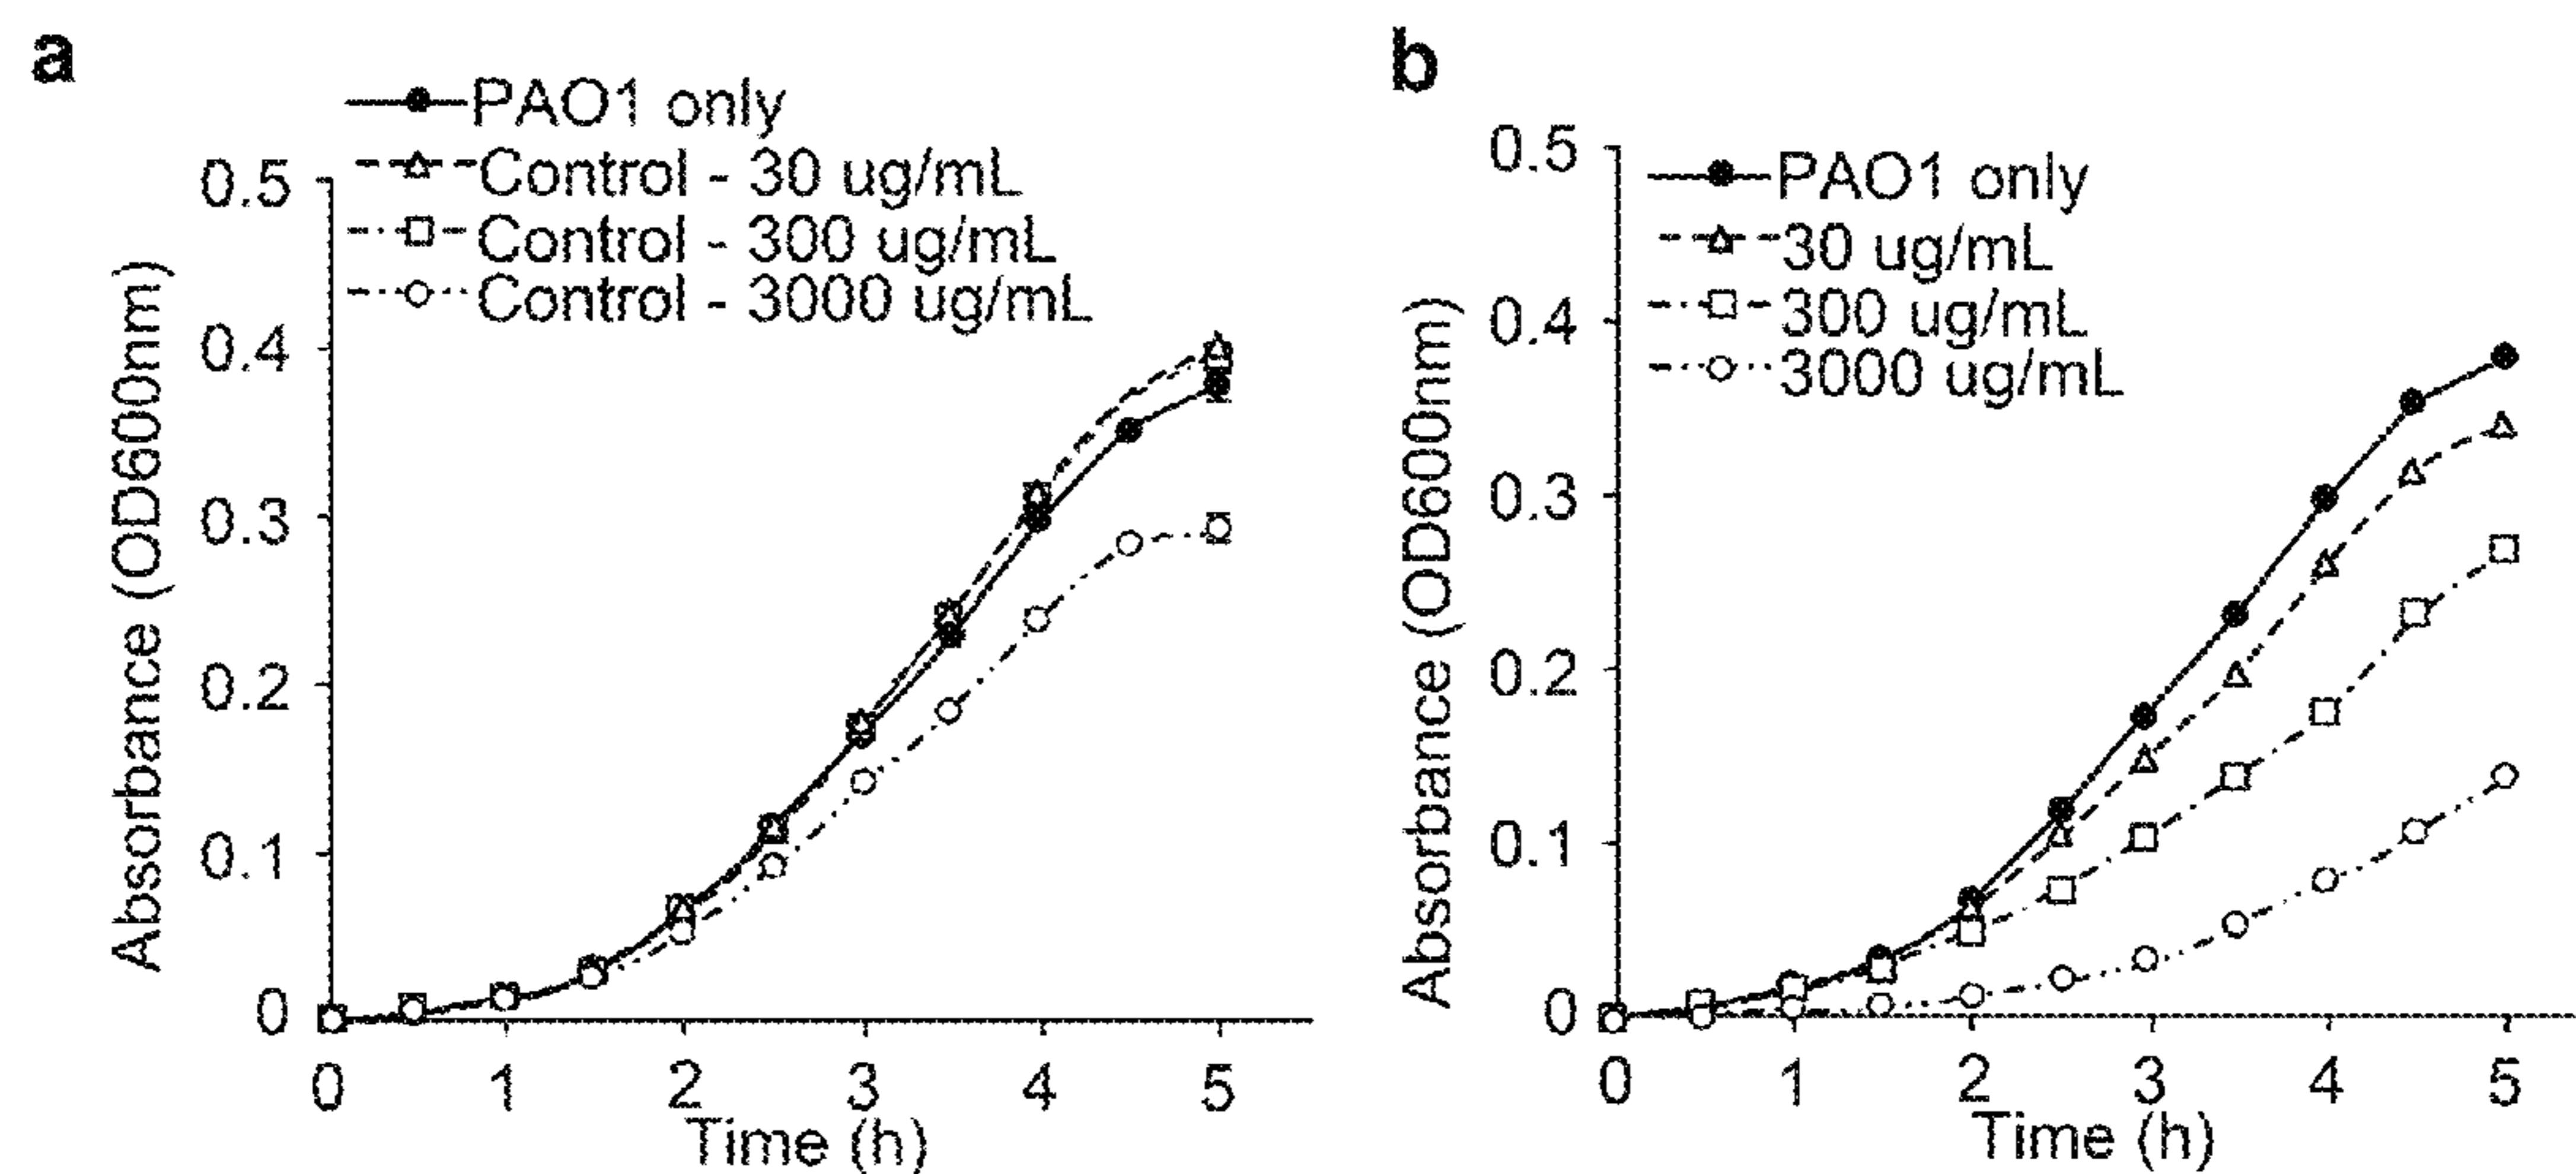 a
PAO1 only
Control - 30 ug/mL
Control - 300 ug/mL
Control - 3000 ug/mL
Absorbance (OD600nm)
0.5
0.4
0.3
0.2
0.1
0
0 1 2 3 4 5
Time (h)
b
PAO1 only
30 ug/mL
300 ug/mL
3000 ug/mL
Absorbance (OD600nm)
0.5
0.4
0.3
0.2
0.1
0
0 1 2 3 4 5
Time (h)